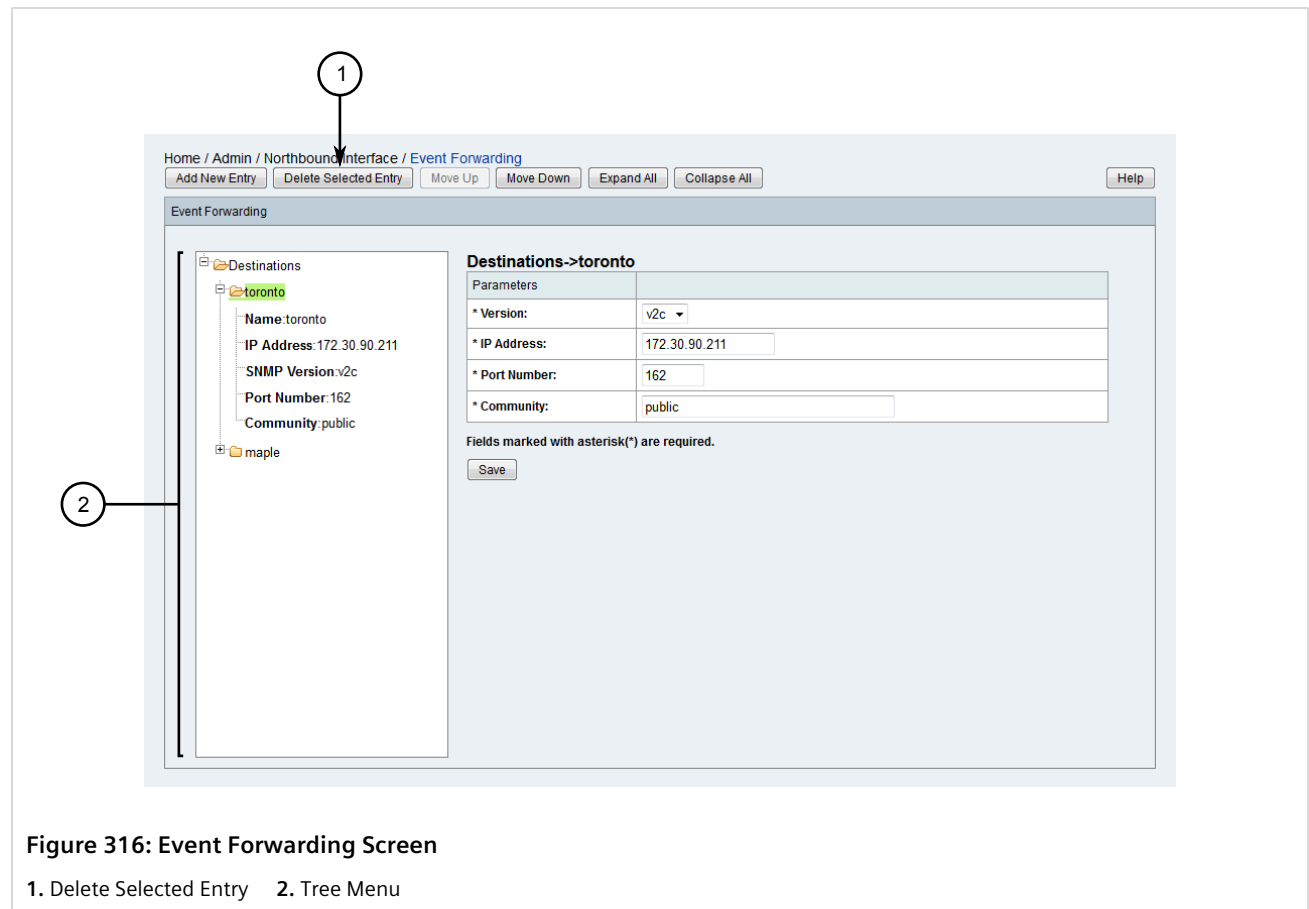 1
Home / Admin / Northbound Interface / Event Forwarding
Add New Entry Delete Selected Entry Move Up Move Down Expand All Collapse All Help
Event Forwarding
Destinations
toronto
Name:toronto
IP Address:172.30.90.211
SNMP Version:v2c
Port Number:162
Community:public
maple
Destinations->toronto
Parameters
* Version: v2c
* IP Address: 172.30.90.211
* Port Number: 162
* Community: public
Fields marked with asterisk(*) are required.
Save
2
Figure 316: Event Forwarding Screen
1. Delete Selected Entry 2. Tree Menu